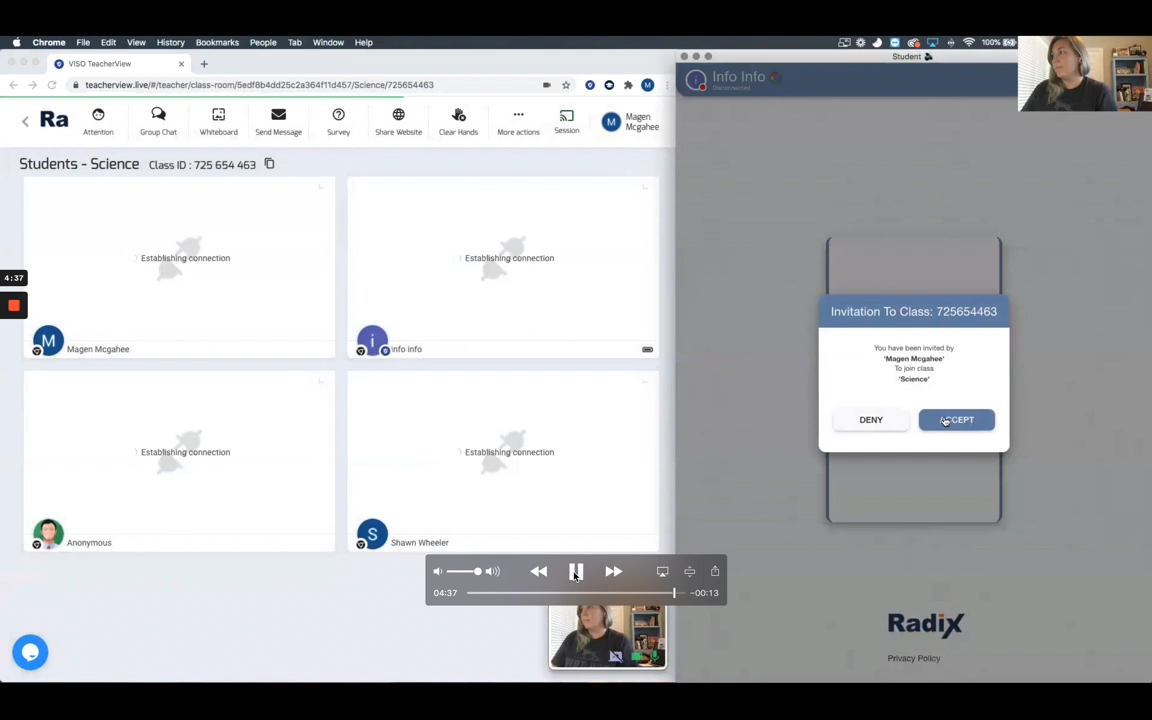 Chrome File Edit View History Bookmarks People Tab Window Help
100%
VISO TeacherView
teacherview.live/#/teacher/class-room/5edf8b4dd25c2a364f11d457/Science/725654463
M
Student
Info Info
Disconnected
Ra
Attention
Group Chat
Whiteboard
Send Message
Survey
Share Website
Clear Hands
More actions
Session
M
Magen
Mcgahee
Students - Science Class ID : 725 654 463
Establishing connection
M
Magen Mcgahee
Establishing connection
i
info info
Establishing connection
Anonymous
Establishing connection
S
Shawn Wheeler
4:37
Invitation To Class: 725654463
You have been invited by
'Magen Mcgahee'
To join class
'Science'
DENY
ACCEPT
04:37
-00:13
Radix
Privacy Policy